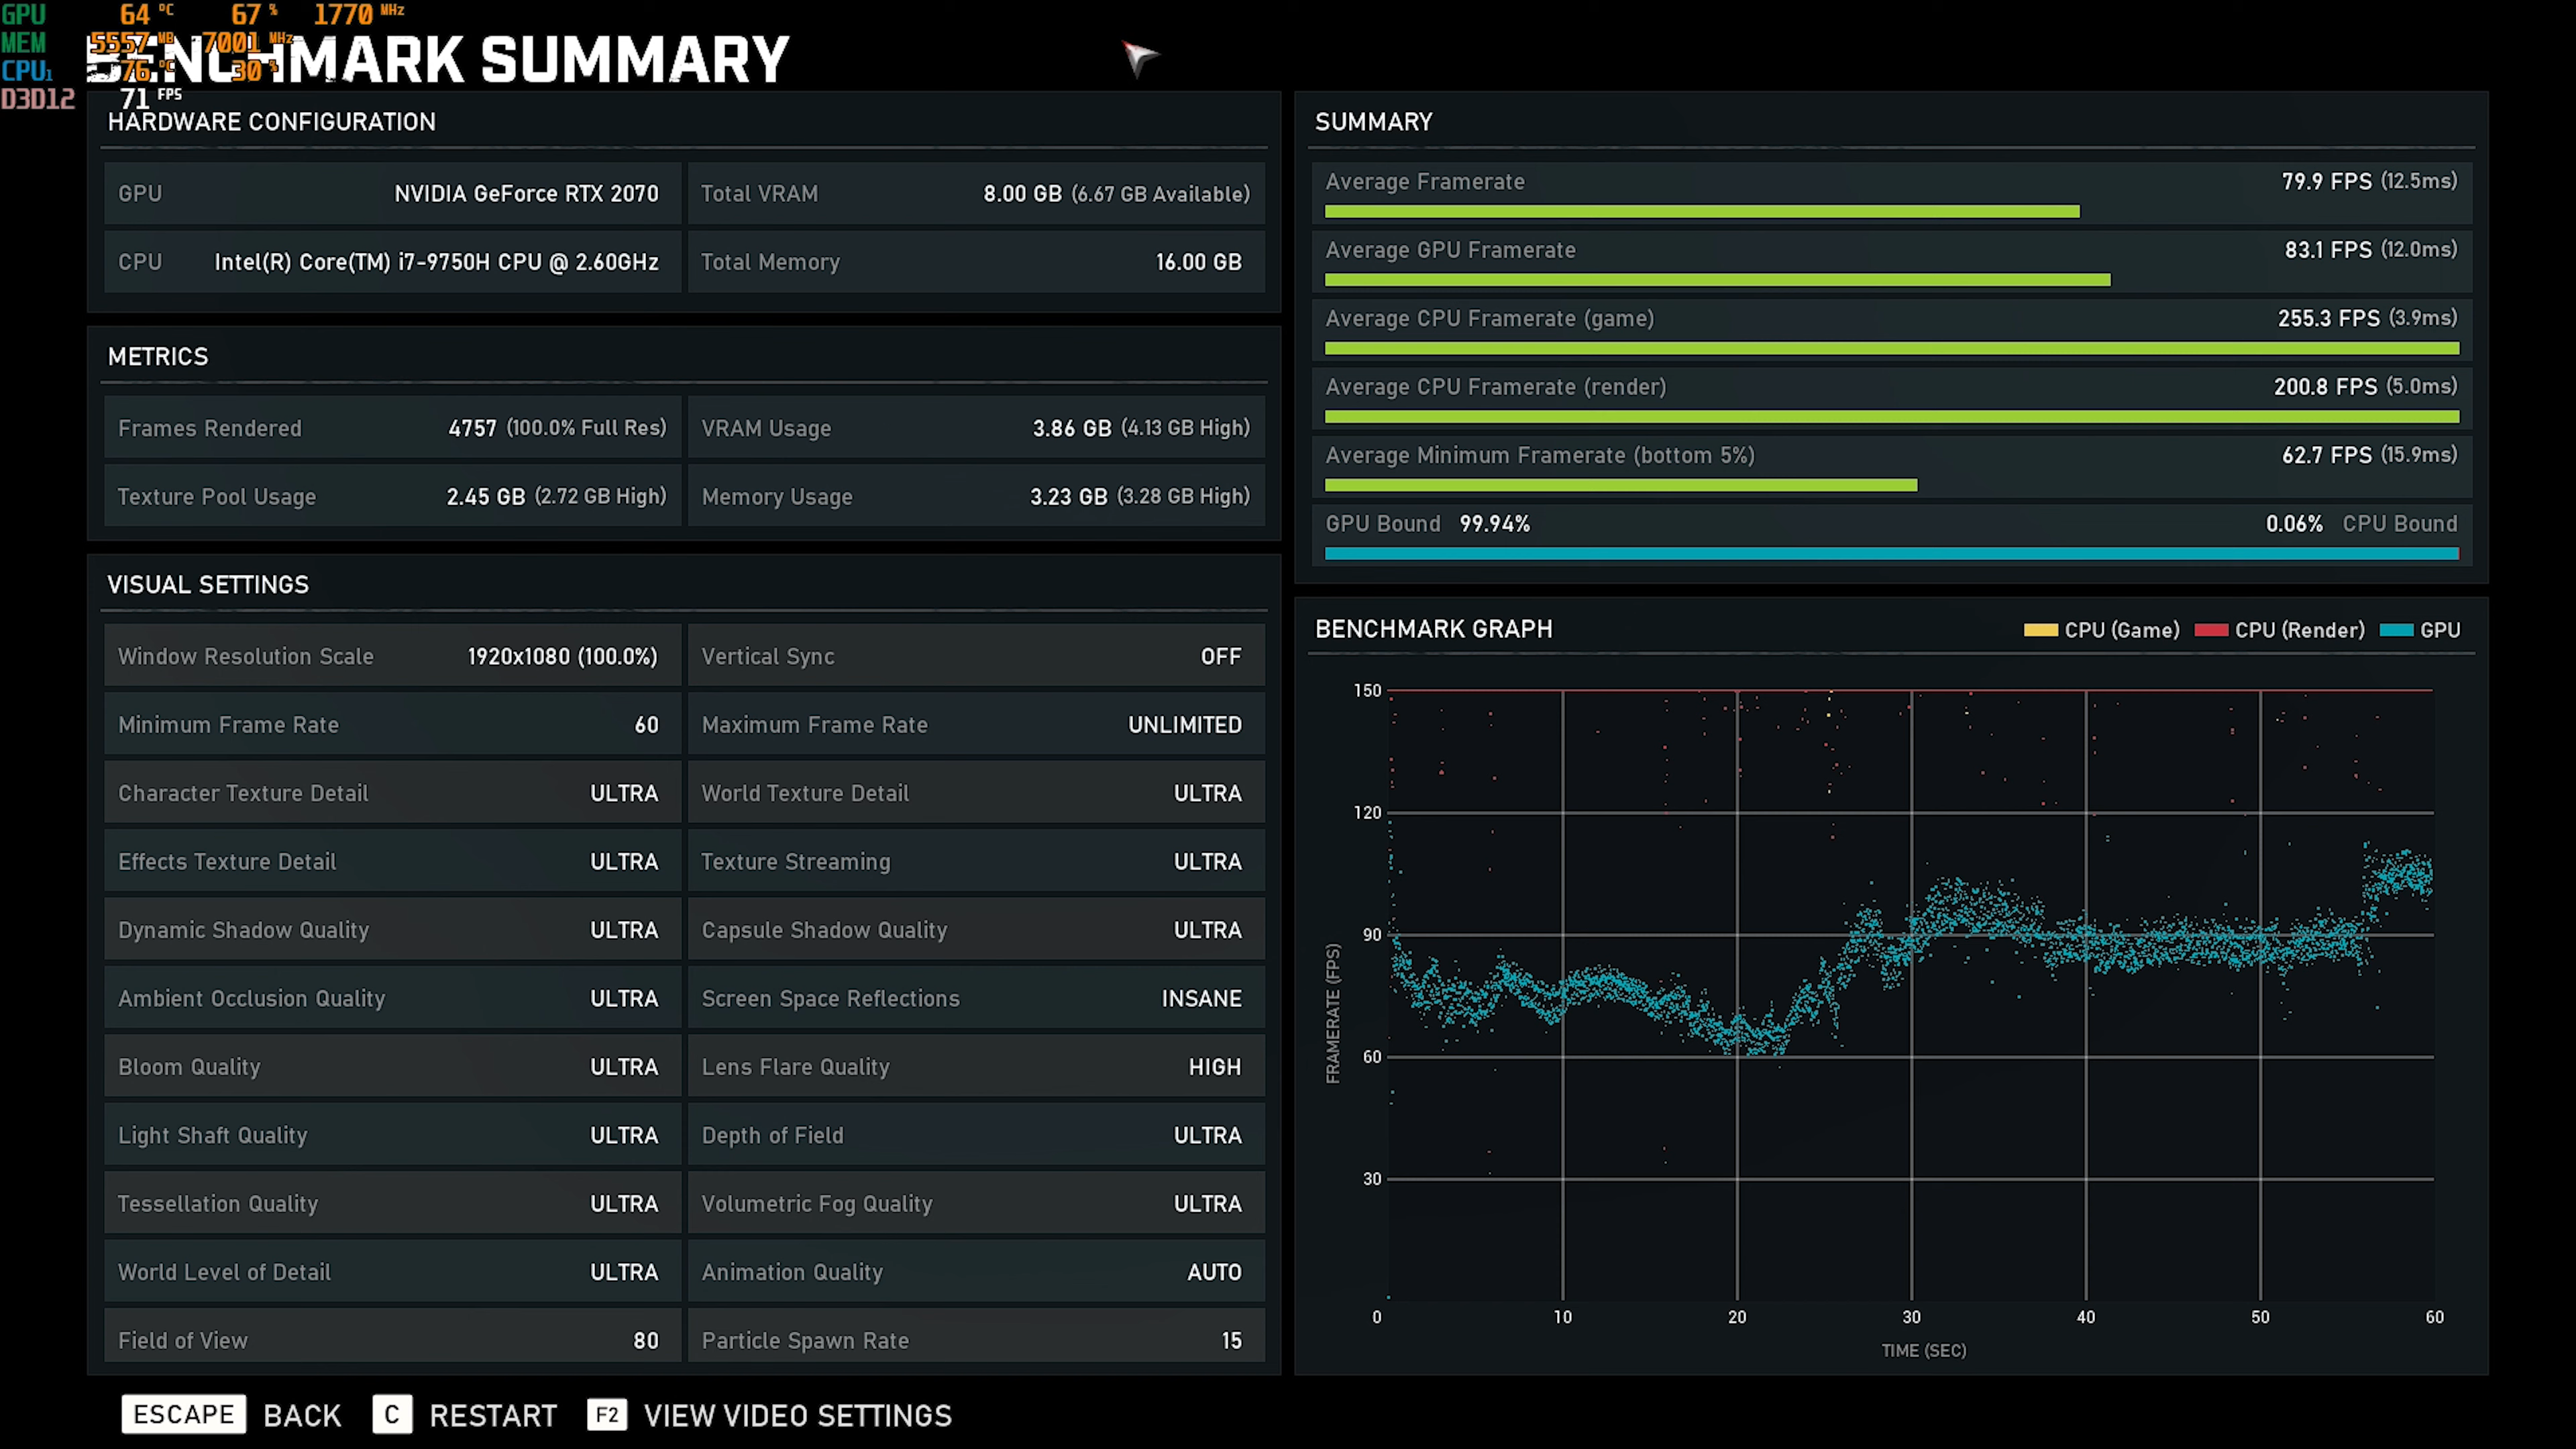 GPU 64 °C 67 % 1770 MHz
MEM 5557 MB 7001 MHz
CPU1 76 °C 30 %
D3D12 71 FPS
BENCHMARK SUMMARY
HARDWARE CONFIGURATION
GPU NVIDIA GeForce RTX 2070 Total VRAM 8.00 GB (6.67 GB Available)
CPU Intel(R) Core(TM) i7-9750H CPU @ 2.60GHz Total Memory 16.00 GB
METRICS
Frames Rendered 4757 (100.0% Full Res) VRAM Usage 3.86 GB (4.13 GB High)
Texture Pool Usage 2.45 GB (2.72 GB High) Memory Usage 3.23 GB (3.28 GB High)
VISUAL SETTINGS
Window Resolution Scale 1920x1080 (100.0%) Vertical Sync OFF
Minimum Frame Rate 60 Maximum Frame Rate UNLIMITED
Character Texture Detail ULTRA World Texture Detail ULTRA
Effects Texture Detail ULTRA Texture Streaming ULTRA
Dynamic Shadow Quality ULTRA Capsule Shadow Quality ULTRA
Ambient Occlusion Quality ULTRA Screen Space Reflections INSANE
Bloom Quality ULTRA Lens Flare Quality HIGH
Light Shaft Quality ULTRA Depth of Field ULTRA
Tessellation Quality ULTRA Volumetric Fog Quality ULTRA
World Level of Detail ULTRA Animation Quality AUTO
Field of View 80 Particle Spawn Rate 15
SUMMARY
Average Framerate 79.9 FPS (12.5ms)
Average GPU Framerate 83.1 FPS (12.0ms)
Average CPU Framerate (game) 255.3 FPS (3.9ms)
Average CPU Framerate (render) 200.8 FPS (5.0ms)
Average Minimum Framerate (bottom 5%) 62.7 FPS (15.9ms)
GPU Bound 99.94% 0.06% CPU Bound
BENCHMARK GRAPH CPU (Game) CPU (Render) GPU
150
120
90
60
30
FRAMERATE (FPS)
0 10 20 30 40 50 60
TIME (SEC)
ESCAPE BACK C RESTART F2 VIEW VIDEO SETTINGS